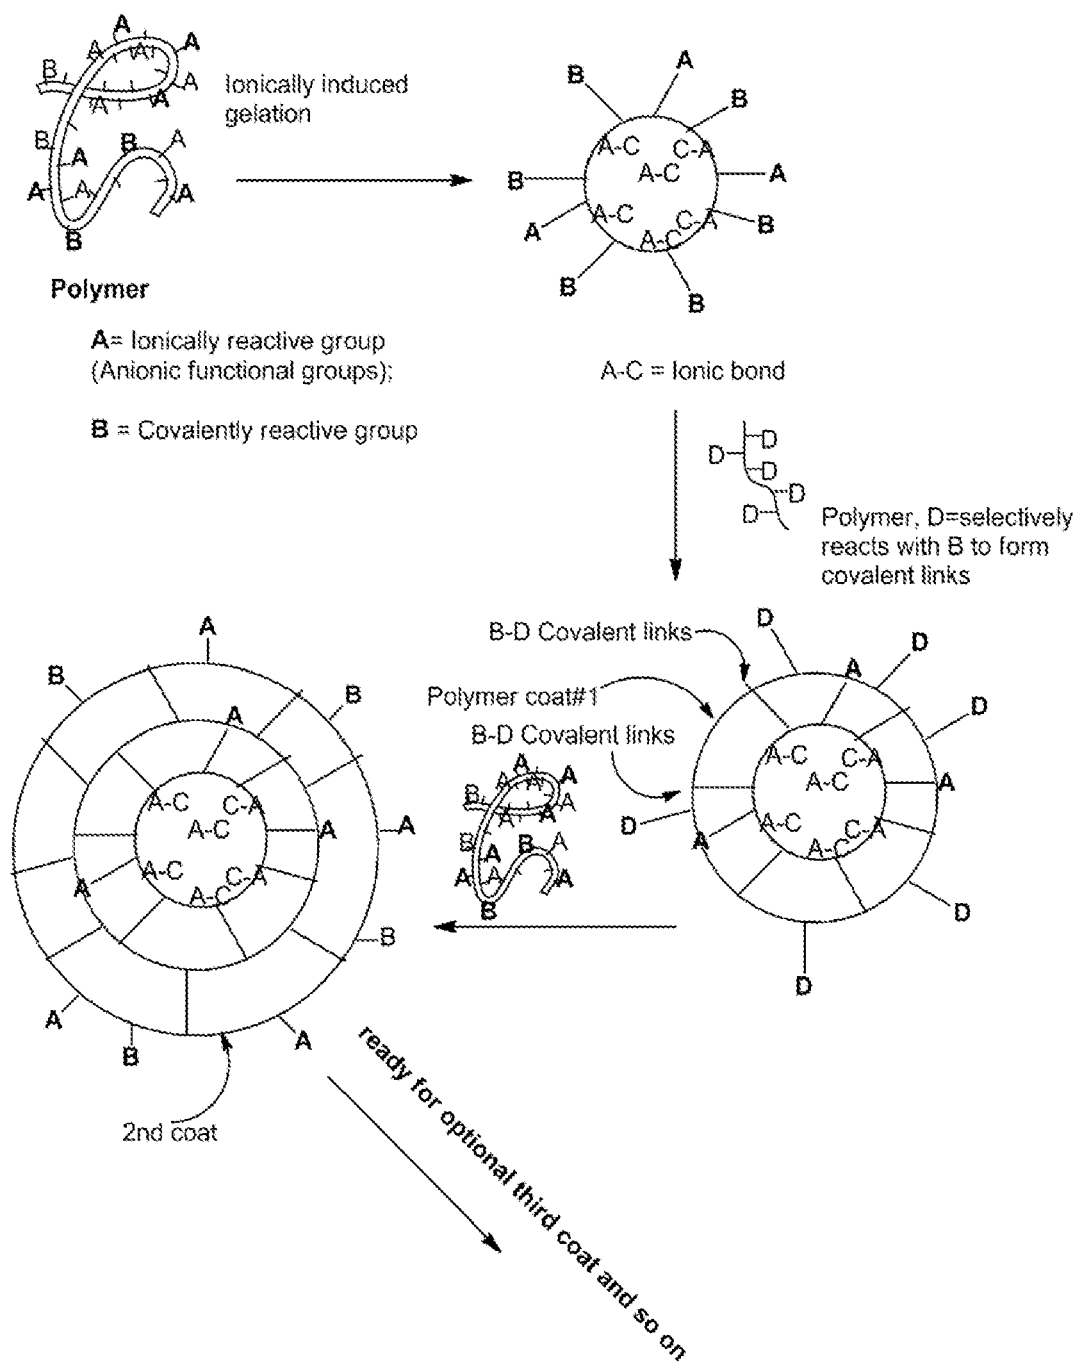 A
A
A
A
B
A
A
A
Ionically induced
gelation
B
A
B
A
A
A
A
B
B
A
B
A-C
C-A
A-C
B
A
A-C
C-A
B
A
A-C
B
B
Polymer
A= Ionically reactive group
(Anionic functional groups);
A-C = Ionic bond
B = Covalently reactive group
D
D
D
D
D
Polymer, D=selectively
reacts with B to form
covalent links
B-D Covalent links
Polymer coat#1
B-D Covalent links
D
D
A
D
A-C
C-A
A-C
A
D
A-C
C-A
A
A-C
D
D
A
A
A
A
B
A
A
A
B
A
B
A
A
A
A
B
A
B
B
A
A-C
C-A
A-C
A
A
A-C
C-A
A
A-C
B
A
B
A
2nd coat
ready for optional third coat and so on